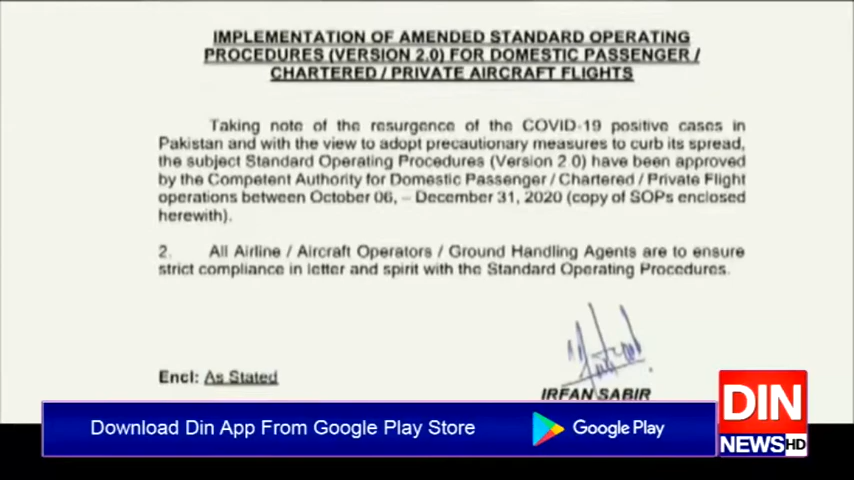 IMPLEMENTATION OF AMENDED STANDARD OPERATING
PROCEDURES (VERSION 2.0) FOR DOMESTIC PASSENGER /
CHARTERED / PRIVATE AIRCRAFT FLIGHTS
Taking note of the resurgence of the COVID-19 positive cases in
Pakistan and with the view to adopt precautionary measures to curb its spread,
the subject Standard Operating Procedures (Version 2.0) have been approved
by the Competent Authority for Domestic Passenger / Chartered / Private Flight
operations between October 06, – December 31, 2020 (copy of SOPs enclosed
herewith).
2. All Airline / Aircraft Operators / Ground Handling Agents are to ensure
strict compliance in letter and spirit with the Standard Operating Procedures.
Encl: As Stated
IRFAN SABIR
Download Din App From Google Play Store
Google Play
DIN
NEWS HD